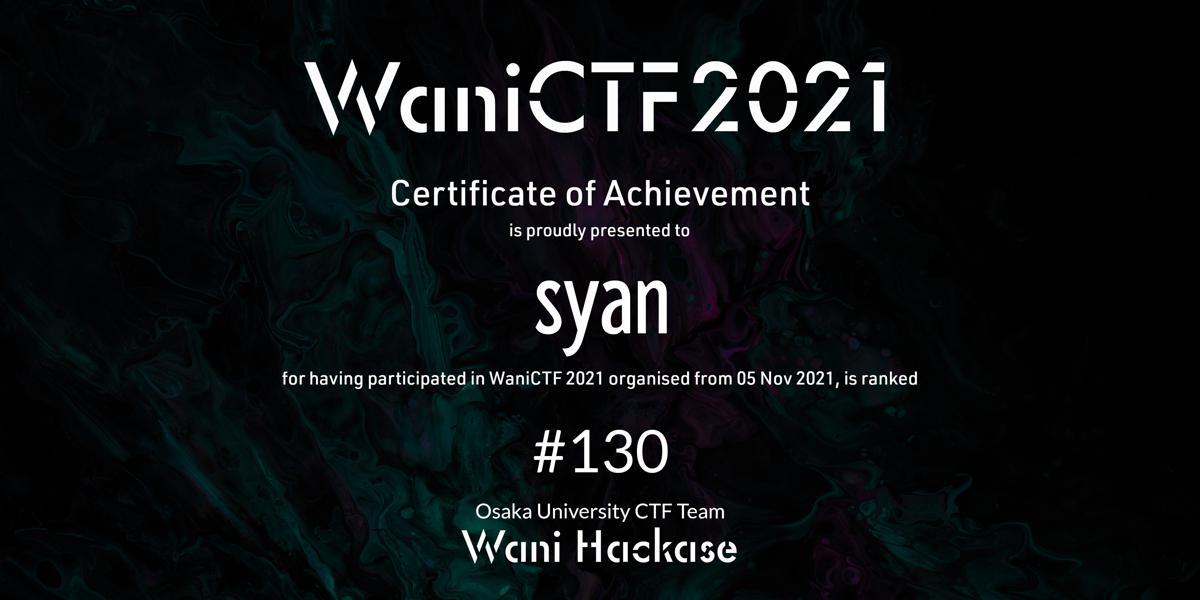 WaniCTF2021
Certificate of Achievement
is proudly presented to
syan
for having participated in WaniCTF 2021 organised from 05 Nov 2021, is ranked
#130
Osaka University CTF Team
Wani Hackase